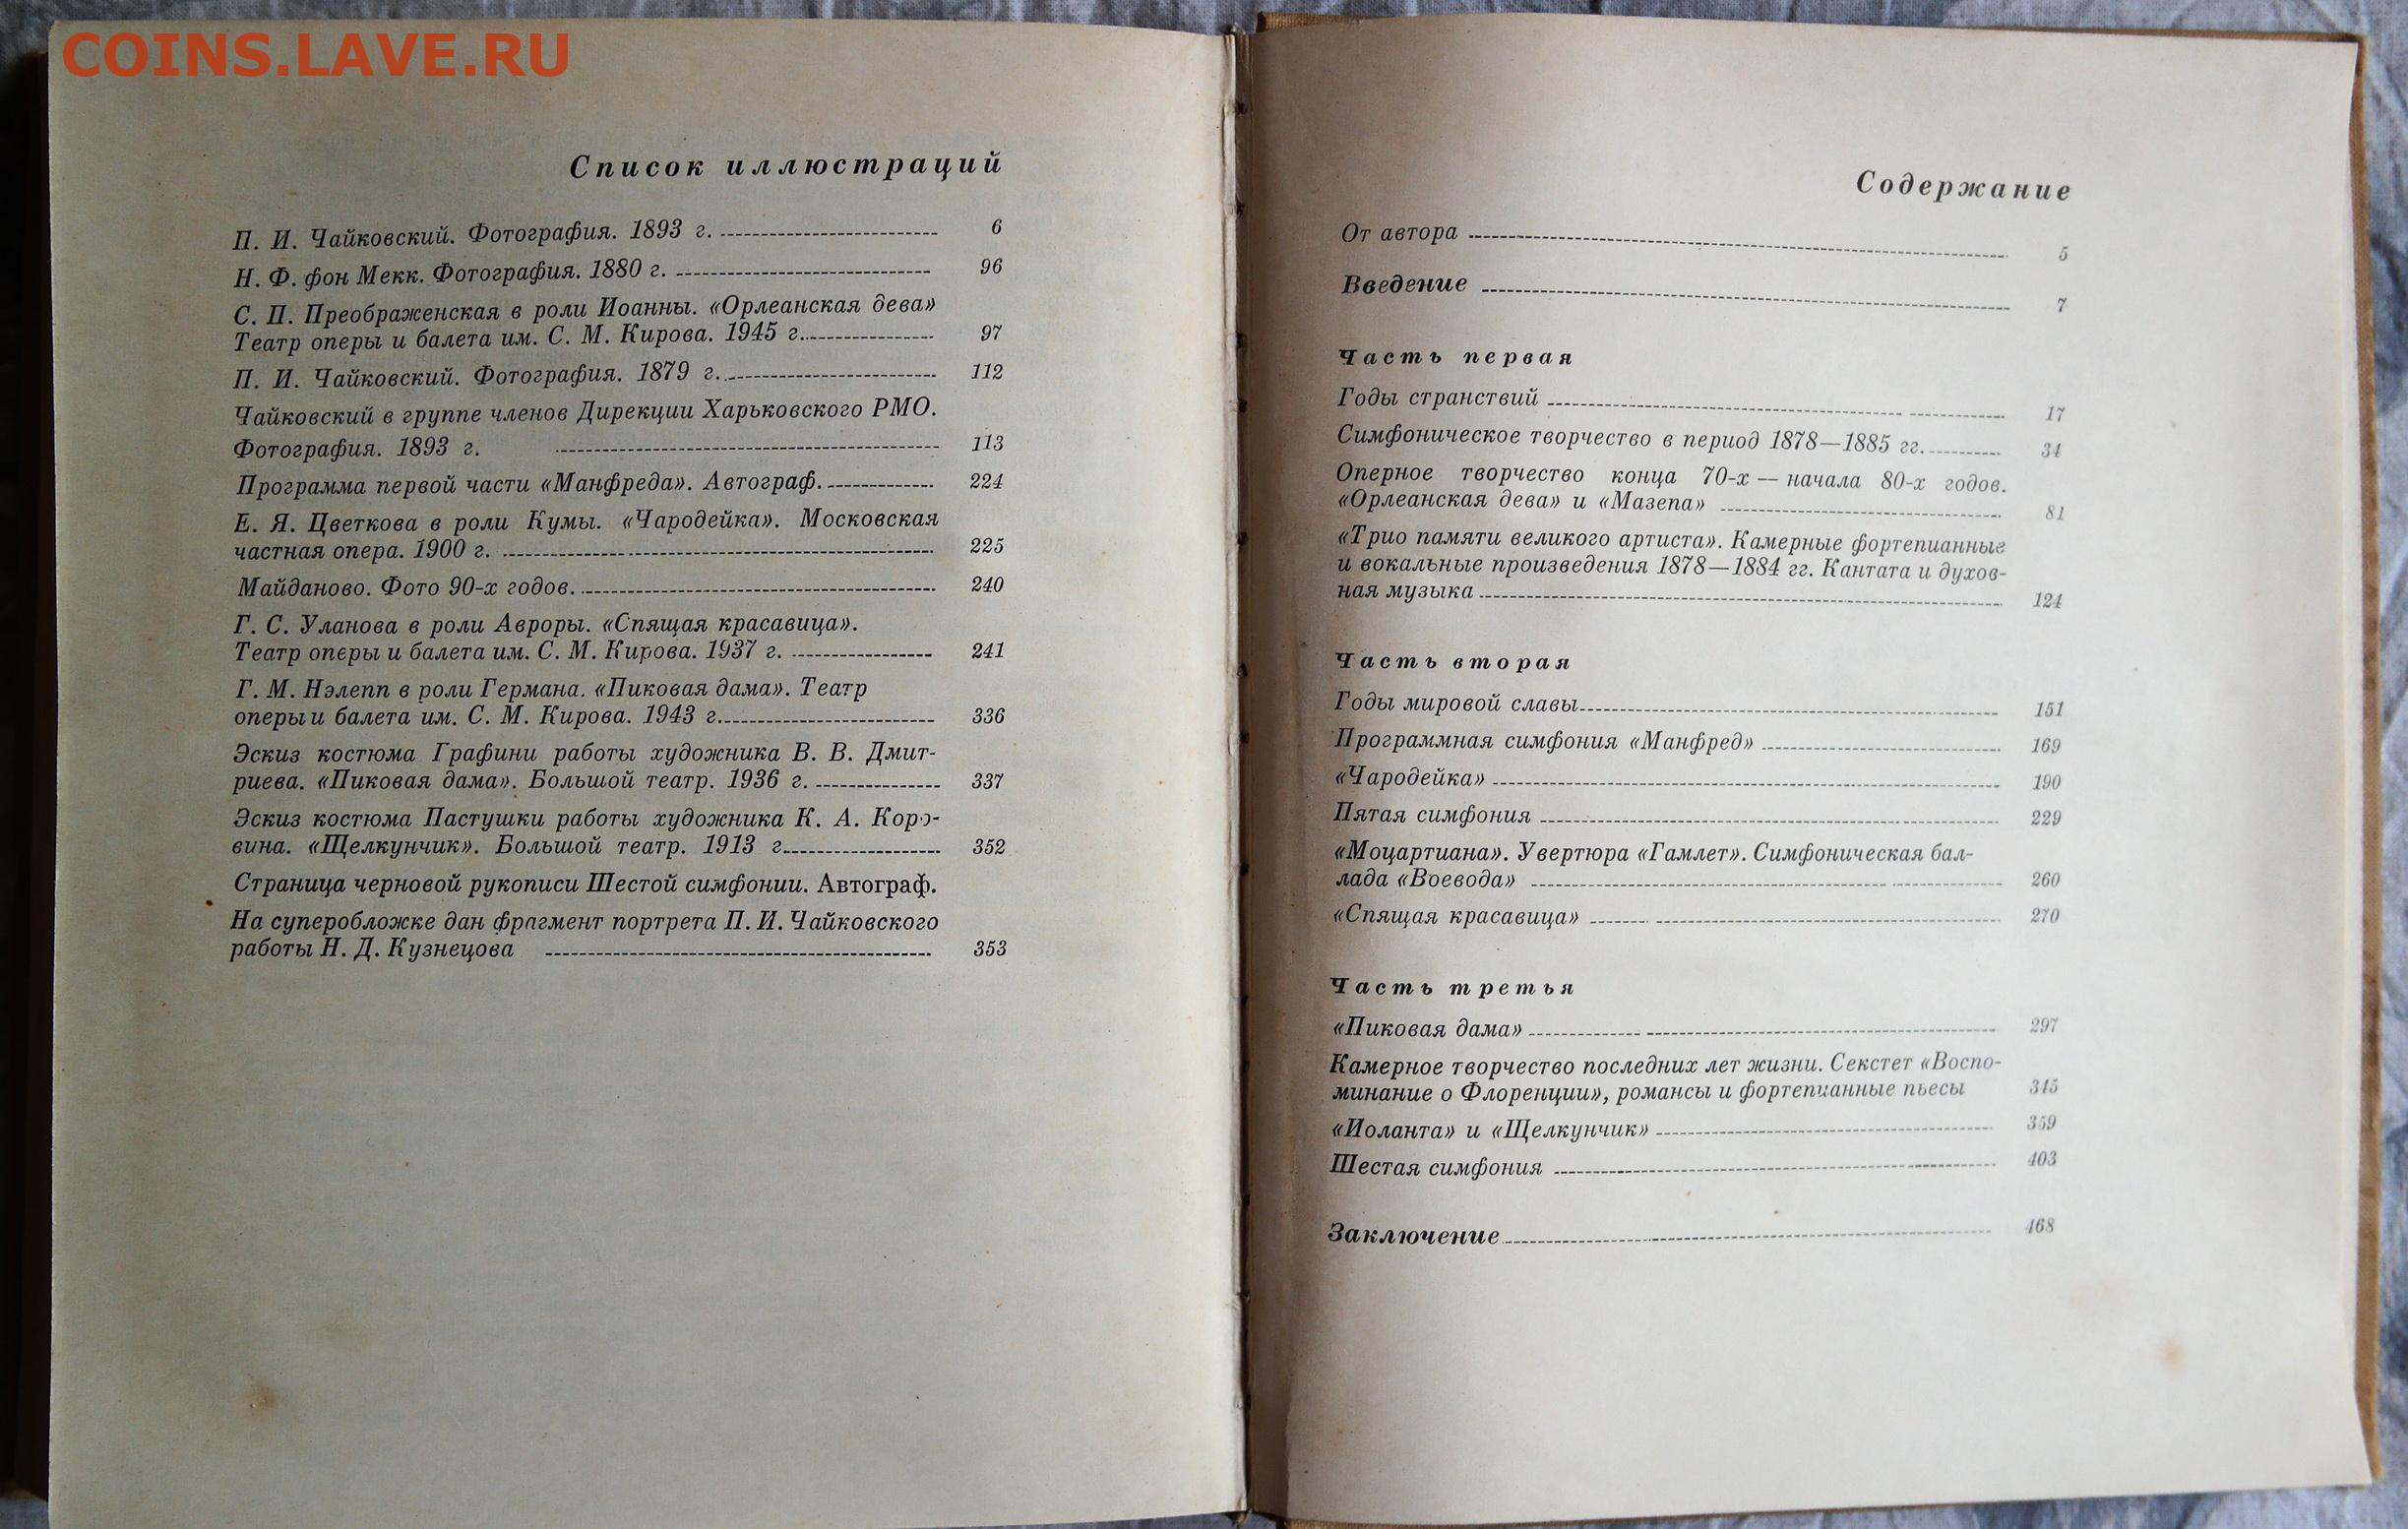 COINS.LAVE.RU
Список иллюстраций
П. И. Чайковский. Фотография. 1893 г. 6
Н. Ф. фон Мекк. Фотография. 1880 г. 96
С. П. Преображенская в роли Иоанны. «Орлеанская дева»
Театр оперы и балета им. С. М. Кирова. 1945 г. 97
П. И. Чайковский. Фотография. 1879 г. 112
Чайковский в группе членов Дирекции Харьковского РМО.
Фотография. 1893 г. 113
Программа первой части «Манфреда». Автограф. 224
Е. Я. Цветкова в роли Кумы. «Чародейка». Московская
частная опера. 1900 г. 225
Майданово. Фото 90-х годов. 240
Г. С. Уланова в роли Авроры. «Спящая красавица».
Театр оперы и балета им. С. М. Кирова. 1937 г. 241
Г. М. Нэлепп в роли Германа. «Пиковая дама». Театр
оперы и балета им. С. М. Кирова. 1943 г. 336
Эскиз костюма Графини работы художника В. В. Дмит-
риева. «Пиковая дама». Большой театр. 1936 г. 337
Эскиз костюма Пастушки работы художника К. А. Коро-
вина. «Щелкунчик». Большой театр. 1913 г. 352
Страница черновой рукописи Шестой симфонии. Автограф.
На суперобложке дан фрагмент портрета П. И. Чайковского
работы Н. Д. Кузнецова 353
Содержание
От автора 5
Введение 7
Часть первая
Годы странствий 17
Симфоническое творчество в период 1878—1885 гг. 34
Оперное творчество конца 70-х — начала 80-х годов.
«Орлеанская дева» и «Мазепа» 81
«Трио памяти великого артиста». Камерные фортепианные
и вокальные произведения 1878—1884 гг. Кантата и духов-
ная музыка 124
Часть вторая
Годы мировой славы 151
Программная симфония «Манфред» 169
«Чародейка» 190
Пятая симфония 229
«Моцартиана». Увертюра «Гамлет». Симфоническая бал-
лада «Воевода» 260
«Спящая красавица» 270
Часть третья
«Пиковая дама» 297
Камерное творчество последних лет жизни. Секстет «Воспо-
минание о Флоренции», романсы и фортепианные пьесы 345
«Иоланта» и «Щелкунчик» 359
Шестая симфония 403
Заключение 468